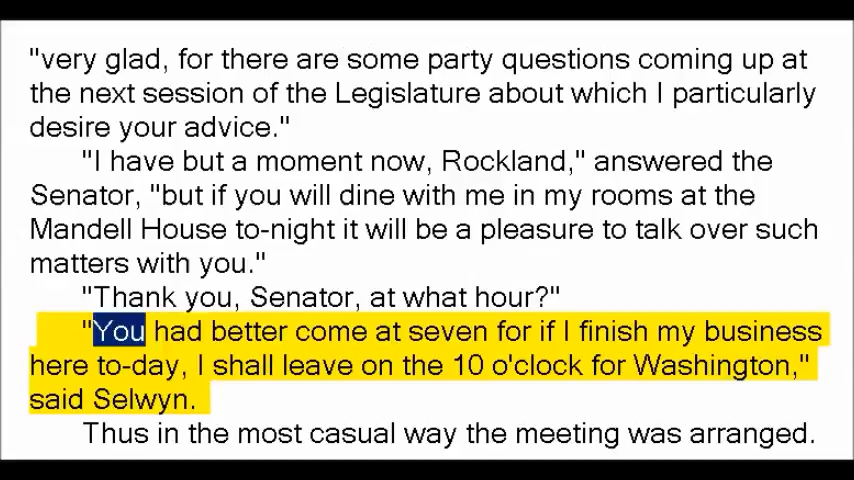 "very glad, for there are some party questions coming up at
the next session of the Legislature about which I particularly
desire your advice."
"I have but a moment now, Rockland," answered the
Senator, "but if you will dine with me in my rooms at the
Mandell House to-night it will be a pleasure to talk over such
matters with you."
"Thank you, Senator, at what hour?"
"You had better come at seven for if I finish my business
here to-day, I shall leave on the 10 o'clock for Washington,"
said Selwyn.
Thus in the most casual way the meeting was arranged.